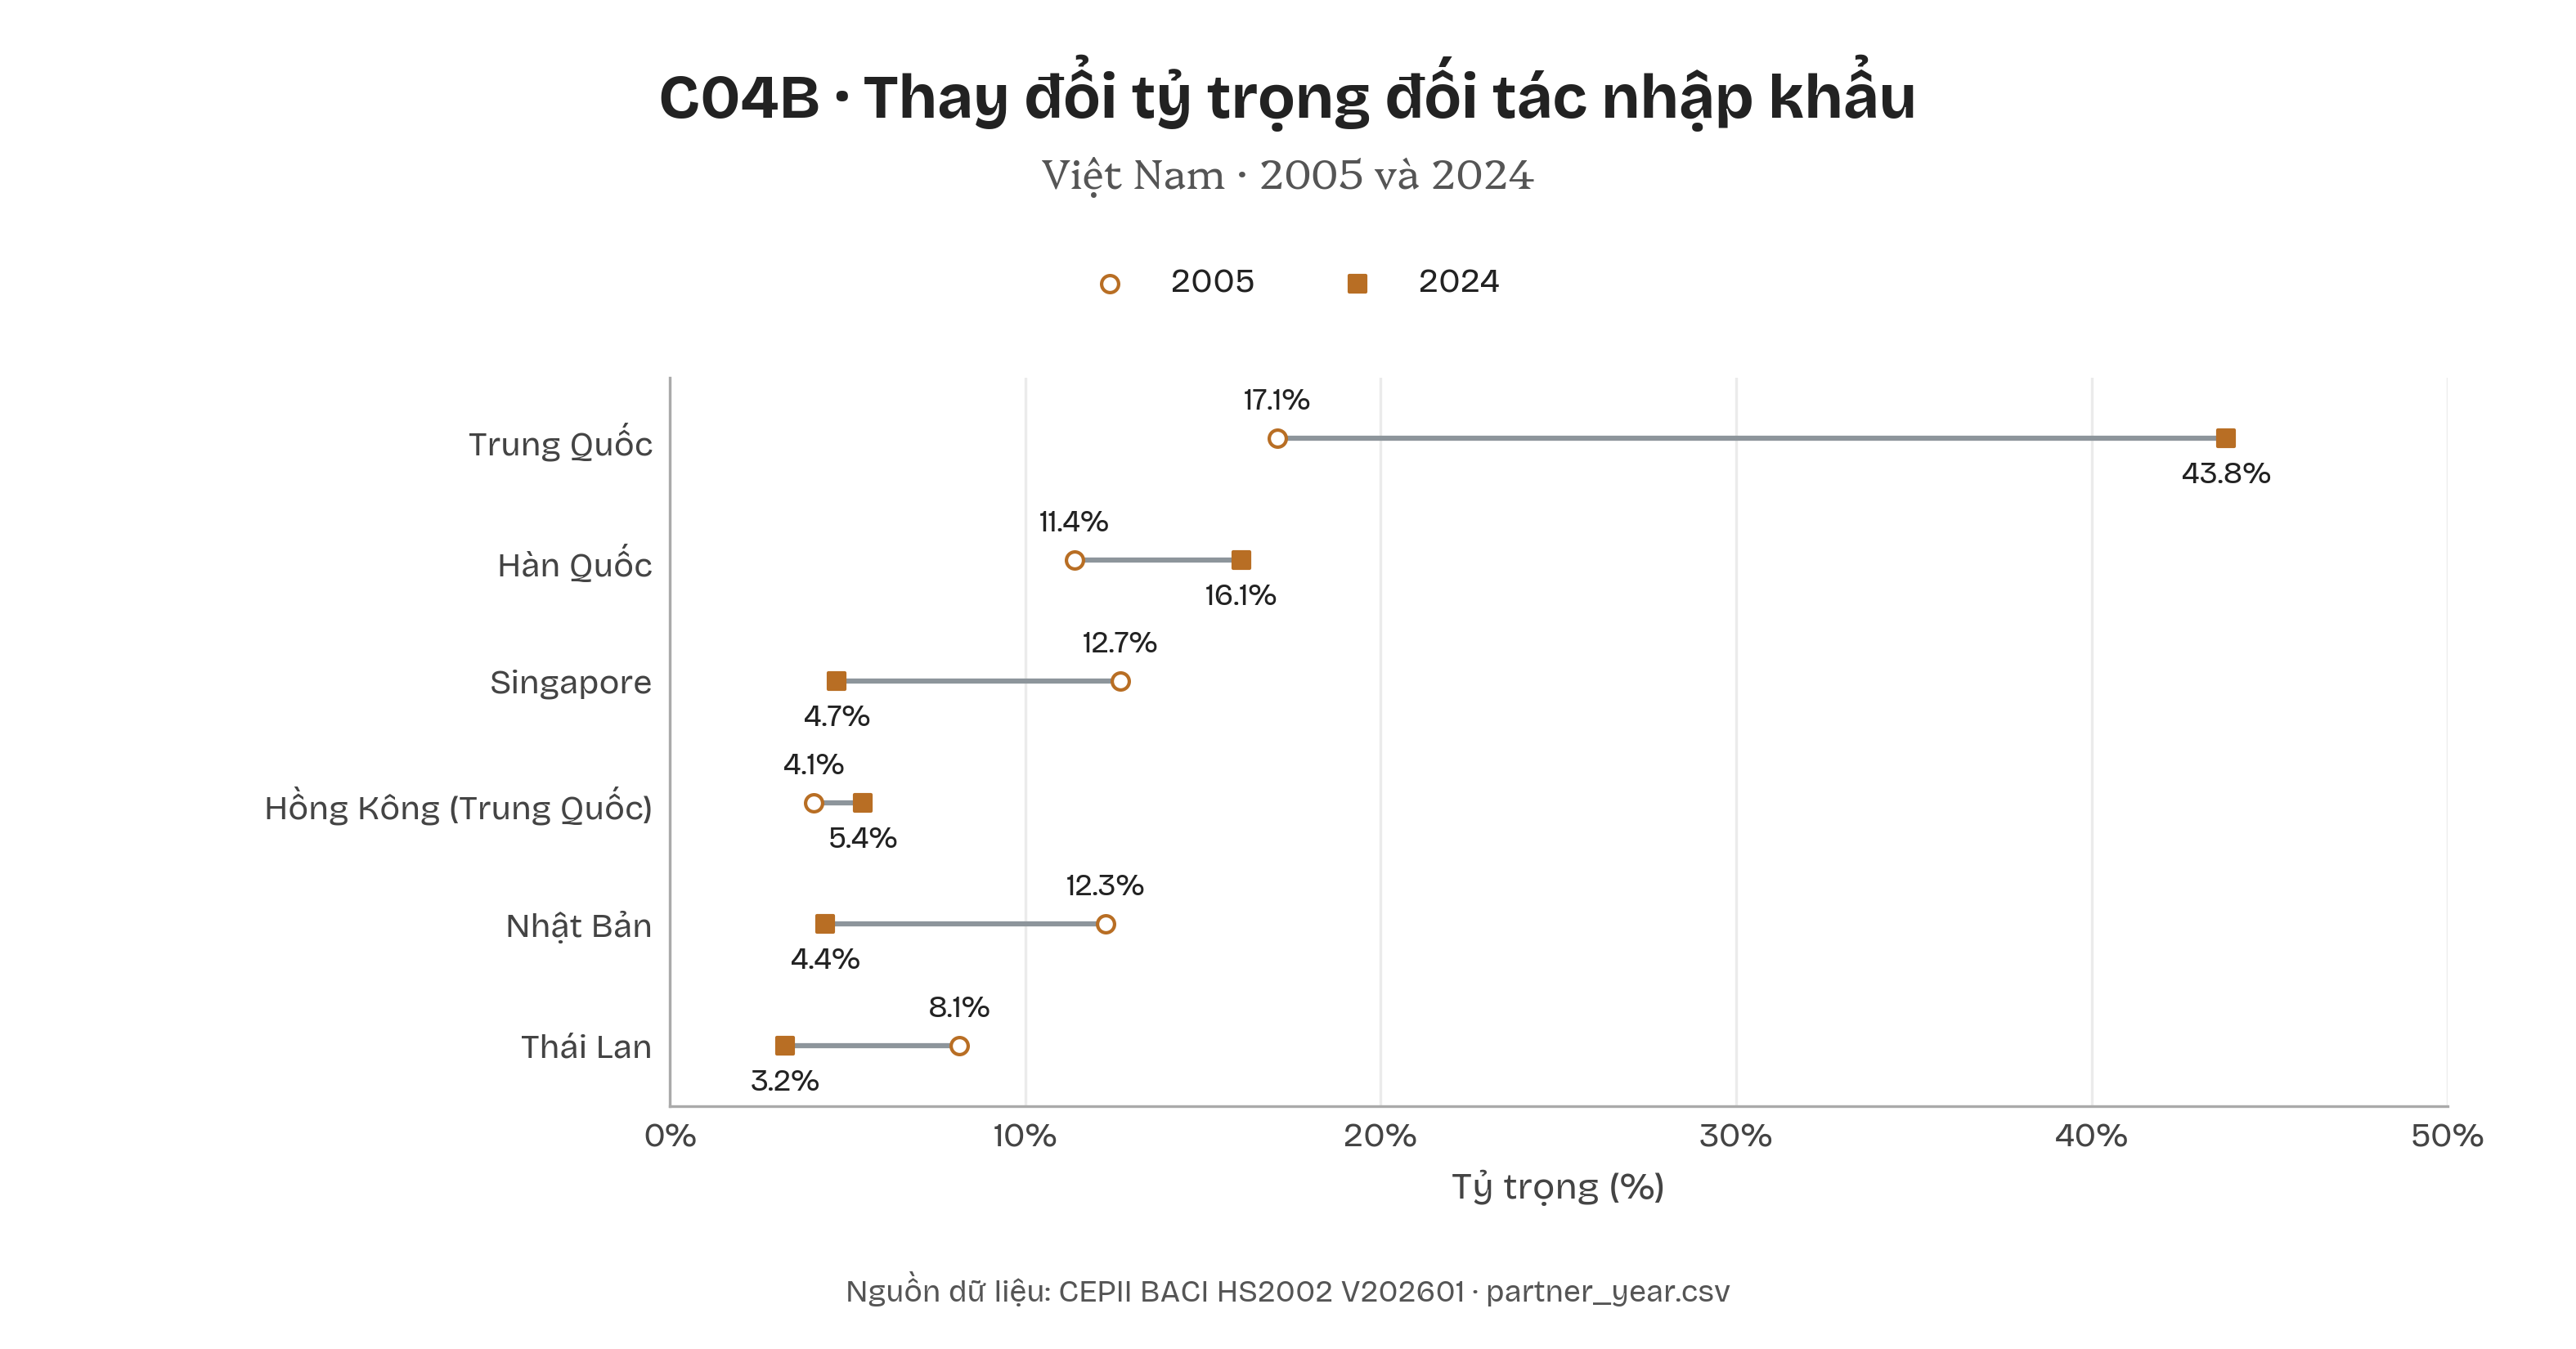 C04B · Thay đổi tỷ trọng đối tác nhập khẩu
Việt Nam · 2005 và 2024
2005 2024
17.1%
Trung Quốc
43.8%
11.4%
Hàn Quốc
16.1%
12.7%
Singapore
4.7%
4.1%
Hồng Kông (Trung Quốc)
5.4%
12.3%
Nhật Bản
4.4%
8.1%
Thái Lan
3.2%
0% 10% 20% 30% 40% 50%
Tỷ trọng (%)
Nguồn dữ liệu: CEPII BACI HS2002 V202601 · partner_year.csv